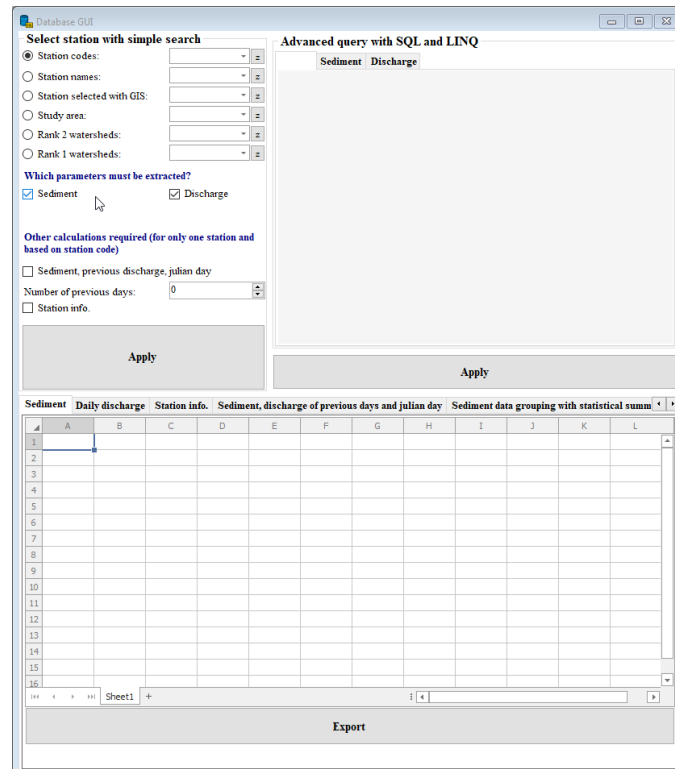 Database GUI
Select station with simple search
Station codes:
Station names:
Station selected with GIS:
Study area:
Rank 2 watersheds:
Rank 1 watersheds:
Which parameters must be extracted?
Sediment
Discharge
Other calculations required (for only one station and
based on station code)
Sediment, previous discharge, julian day
Number of previous days:
0
Station info.
Apply
Advanced query with SQL and LINQ
Sediment Discharge
Apply
Sediment Daily discharge Station info. Sediment, discharge of previous days and julian day Sediment data grouping with statistical summ
A B C D E F G H I J K L
1
2
3
4
5
6
7
8
9
10
11
12
13
14
15
16
Sheet1 +
Export